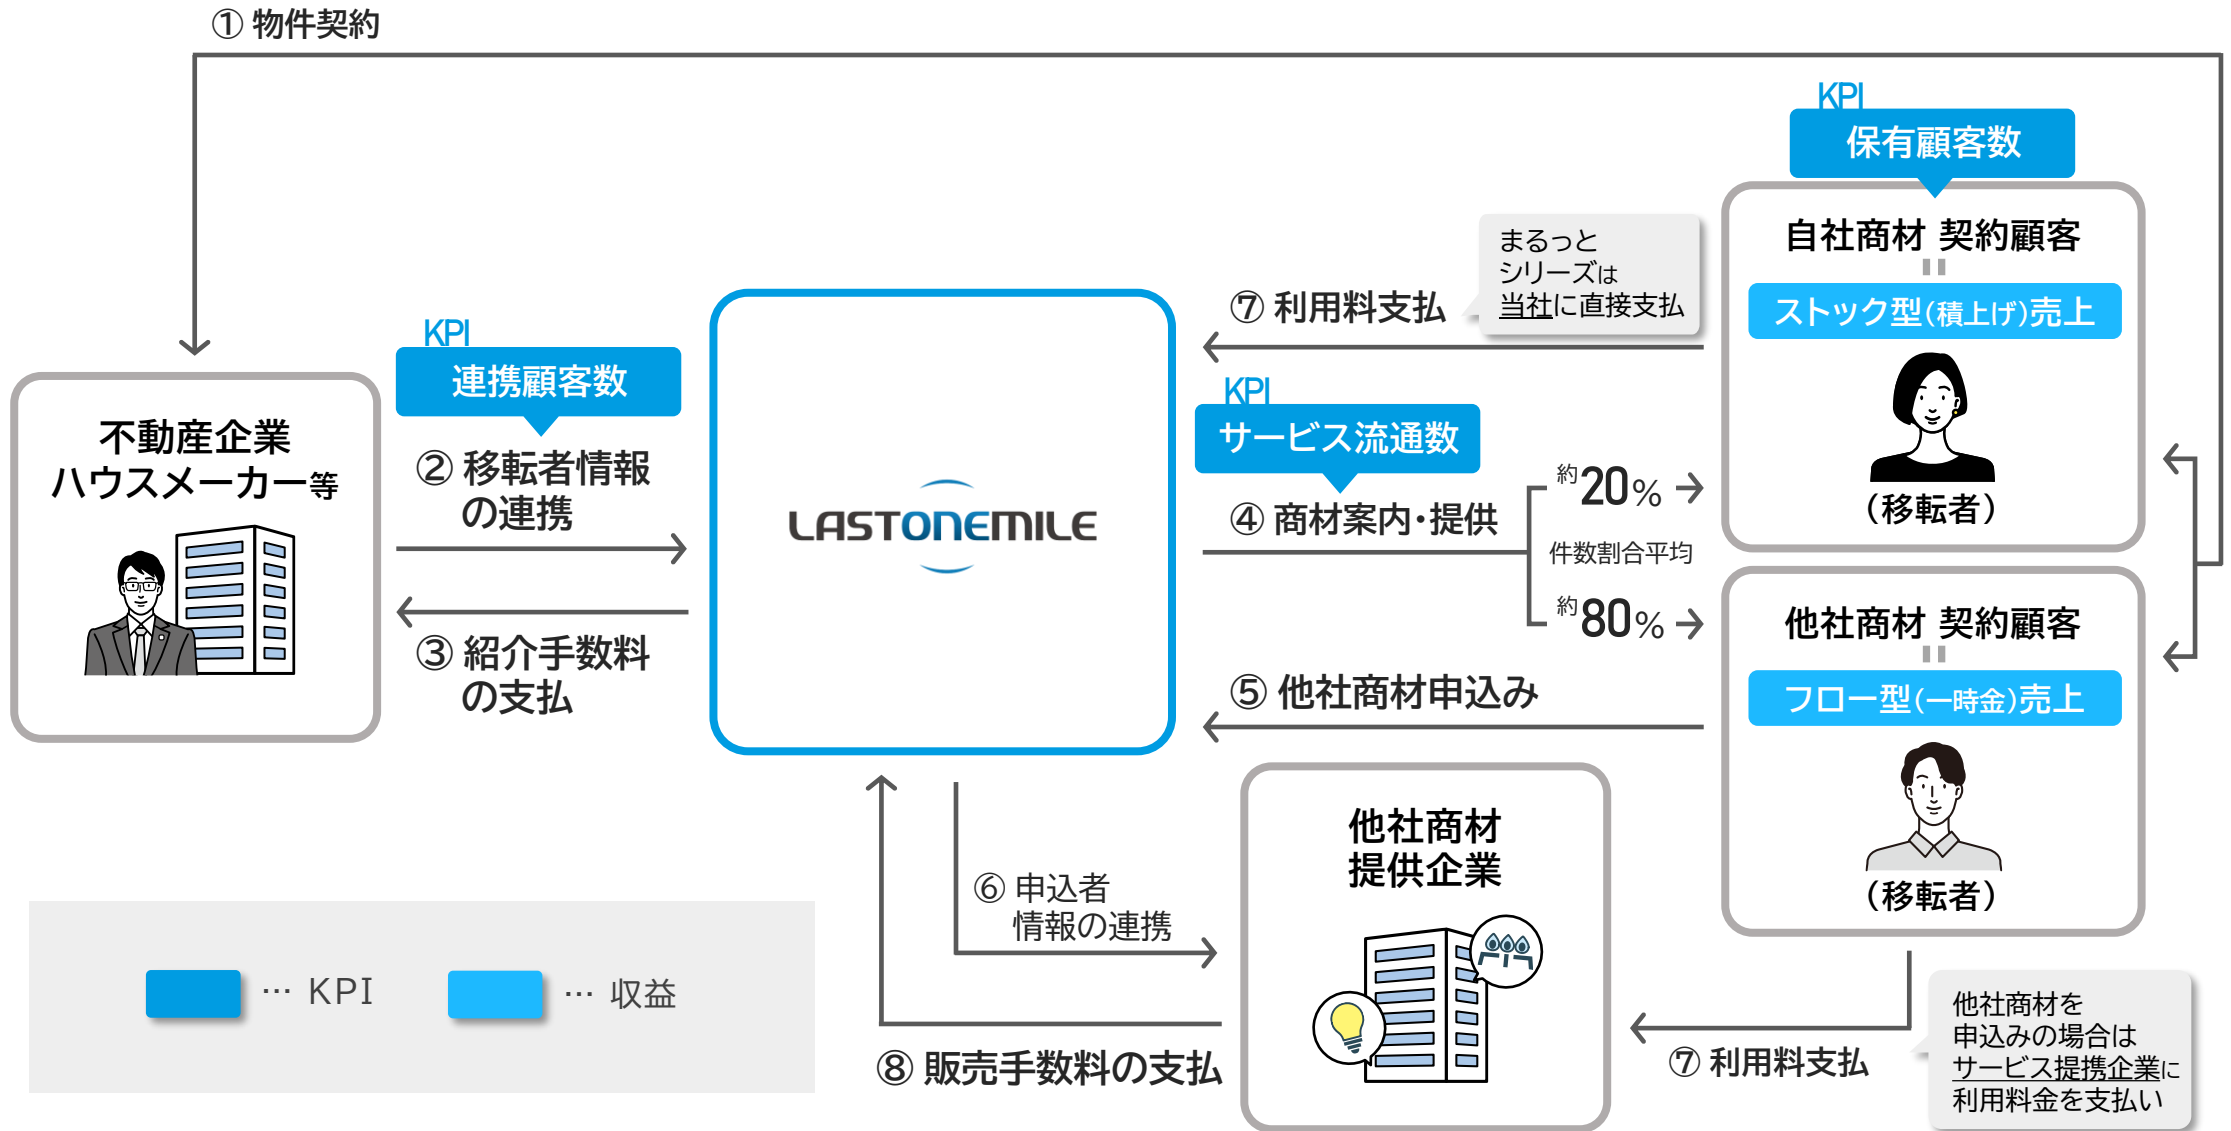 ① 物件契約
KPI
保有顧客数
自社商材 契約顧客
ストック型(積上げ)売上
(移転者)
まるっと
シリーズは
当社に直接支払
⑦ 利用料支払
KPI
連携顧客数
不動産企業
ハウスメーカー等
② 移転者情報
の連携
③ 紹介手数料
の支払
LASTONEMILE
KPI
サービス流通数
④ 商材案内・提供
約20%
件数割合平均
約80%
他社商材 契約顧客
フロー型(一時金)売上
(移転者)
⑤ 他社商材申込み
他社商材
提供企業
⑥ 申込者
情報の連携
⑧ 販売手数料の支払
⑦ 利用料支払
他社商材を
申込みの場合は
サービス提携企業に
利用料金を支払い
… KPI
… 収益